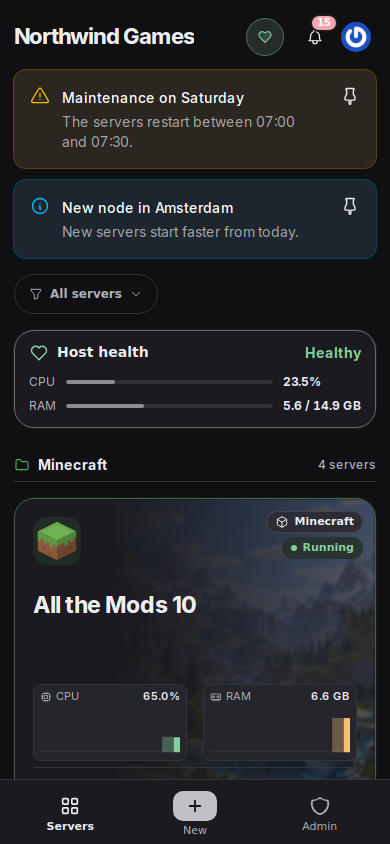 Northwind Games
15
Maintenance on Saturday
The servers restart between 07:00
and 07:30.
New node in Amsterdam
New servers start faster from today.
All servers
Host health
Healthy
CPU
23.5%
RAM
5.6 / 14.9 GB
Minecraft
4 servers
Minecraft
Running
All the Mods 10
CPU
65.0%
RAM
6.6 GB
Servers
New
Admin